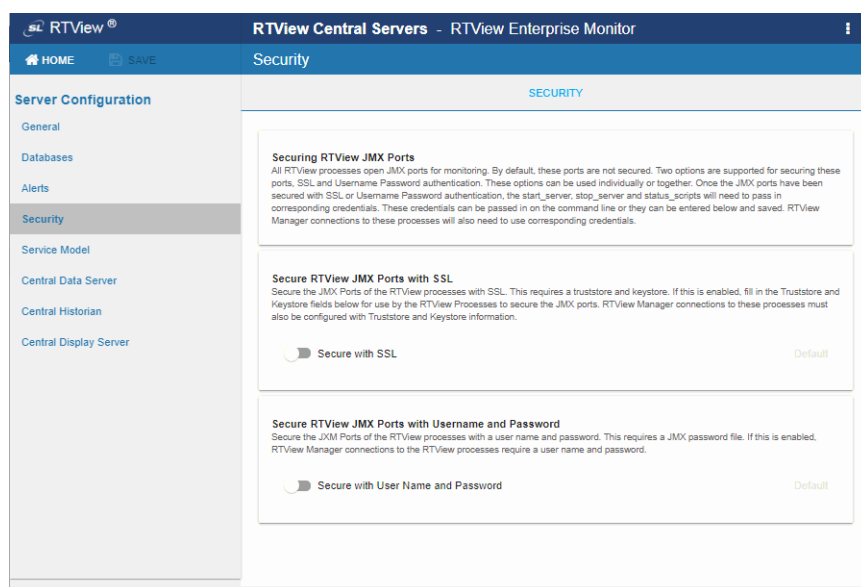 SL RTView ®
RTView Central Servers - RTView Enterprise Monitor
HOME
SAVE
Security
Server Configuration
General
Databases
Alerts
Security
Service Model
Central Data Server
Central Historian
Central Display Server
SECURITY
Securing RTView JMX Ports
All RTView processes open JMX ports for monitoring. By default, these ports are not secured. Two options are supported for securing these
ports, SSL and Username Password authentication. These options can be used individually or together. Once the JMX ports have been
secured with SSL or Username Password authentication, the start_server, stop_server and status_scripts will need to pass in
corresponding credentials. These credentials can be passed in on the command line or they can be entered below and saved. RTView
Manager connections to these processes will also need to use corresponding credentials.
Secure RTView JMX Ports with SSL
Secure the JMX Ports of the RTView processes with SSL. This requires a truststore and keystore. If this is enabled, fill in the Truststore and
Keystore fields below for use by the RTView Processes to secure the JMX ports. RTView Manager connections to these processes must
also be configured with Truststore and Keystore information.
Secure with SSL
Default
Secure RTView JMX Ports with Username and Password
Secure the JXM Ports of the RTView processes with a user name and password. This requires a JMX password file. If this is enabled,
RTView Manager connections to the RTView processes require a user name and password.
Secure with User Name and Password
Default